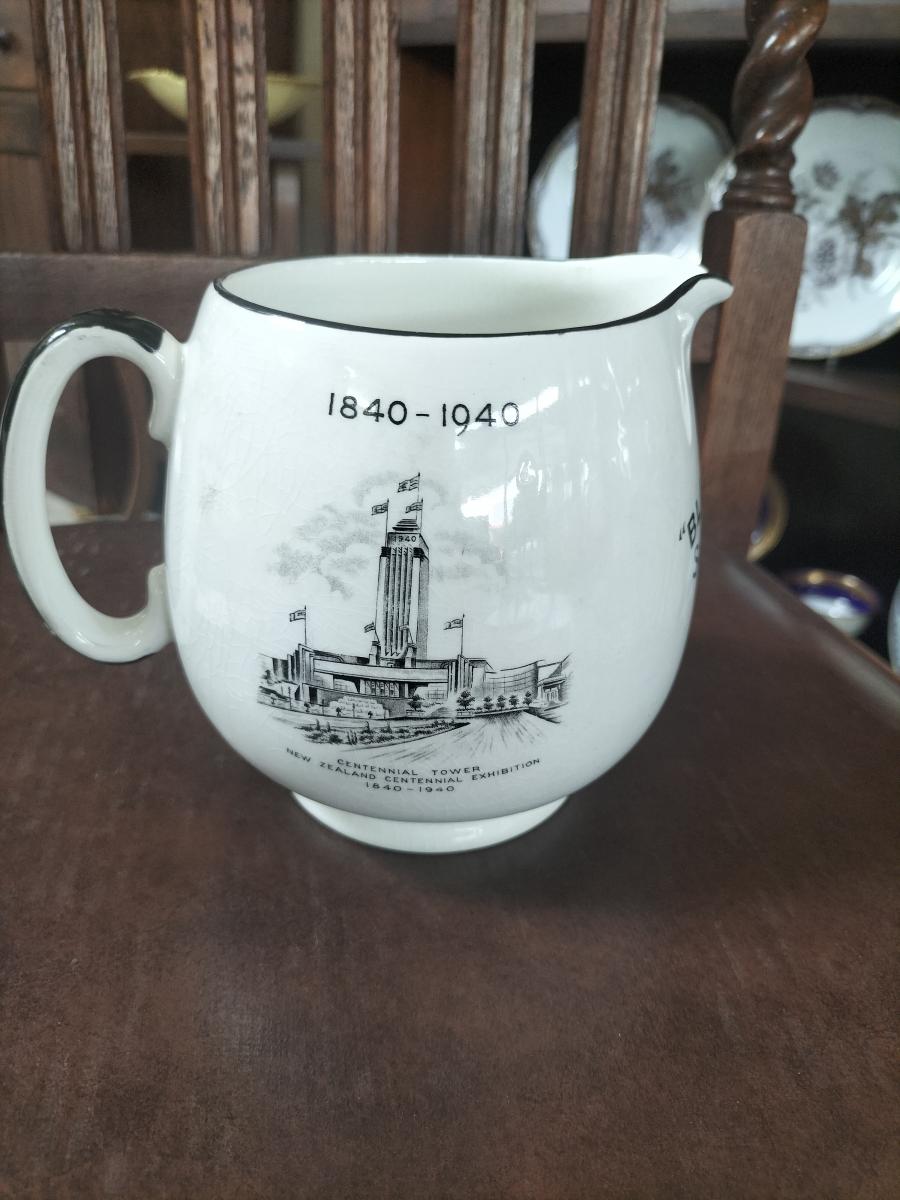 1840-1940
1940
CENTENNIAL TOWER
NEW ZEALAND CENTENNIAL EXHIBITION
1840-1940